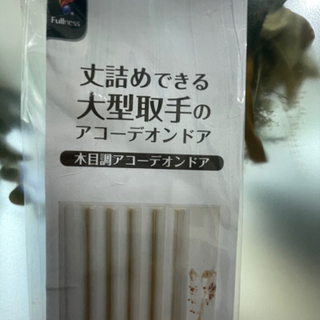 Fullness
丈詰めできる
大型取手の
アコーデオンドア
木目調アコーデオンドア